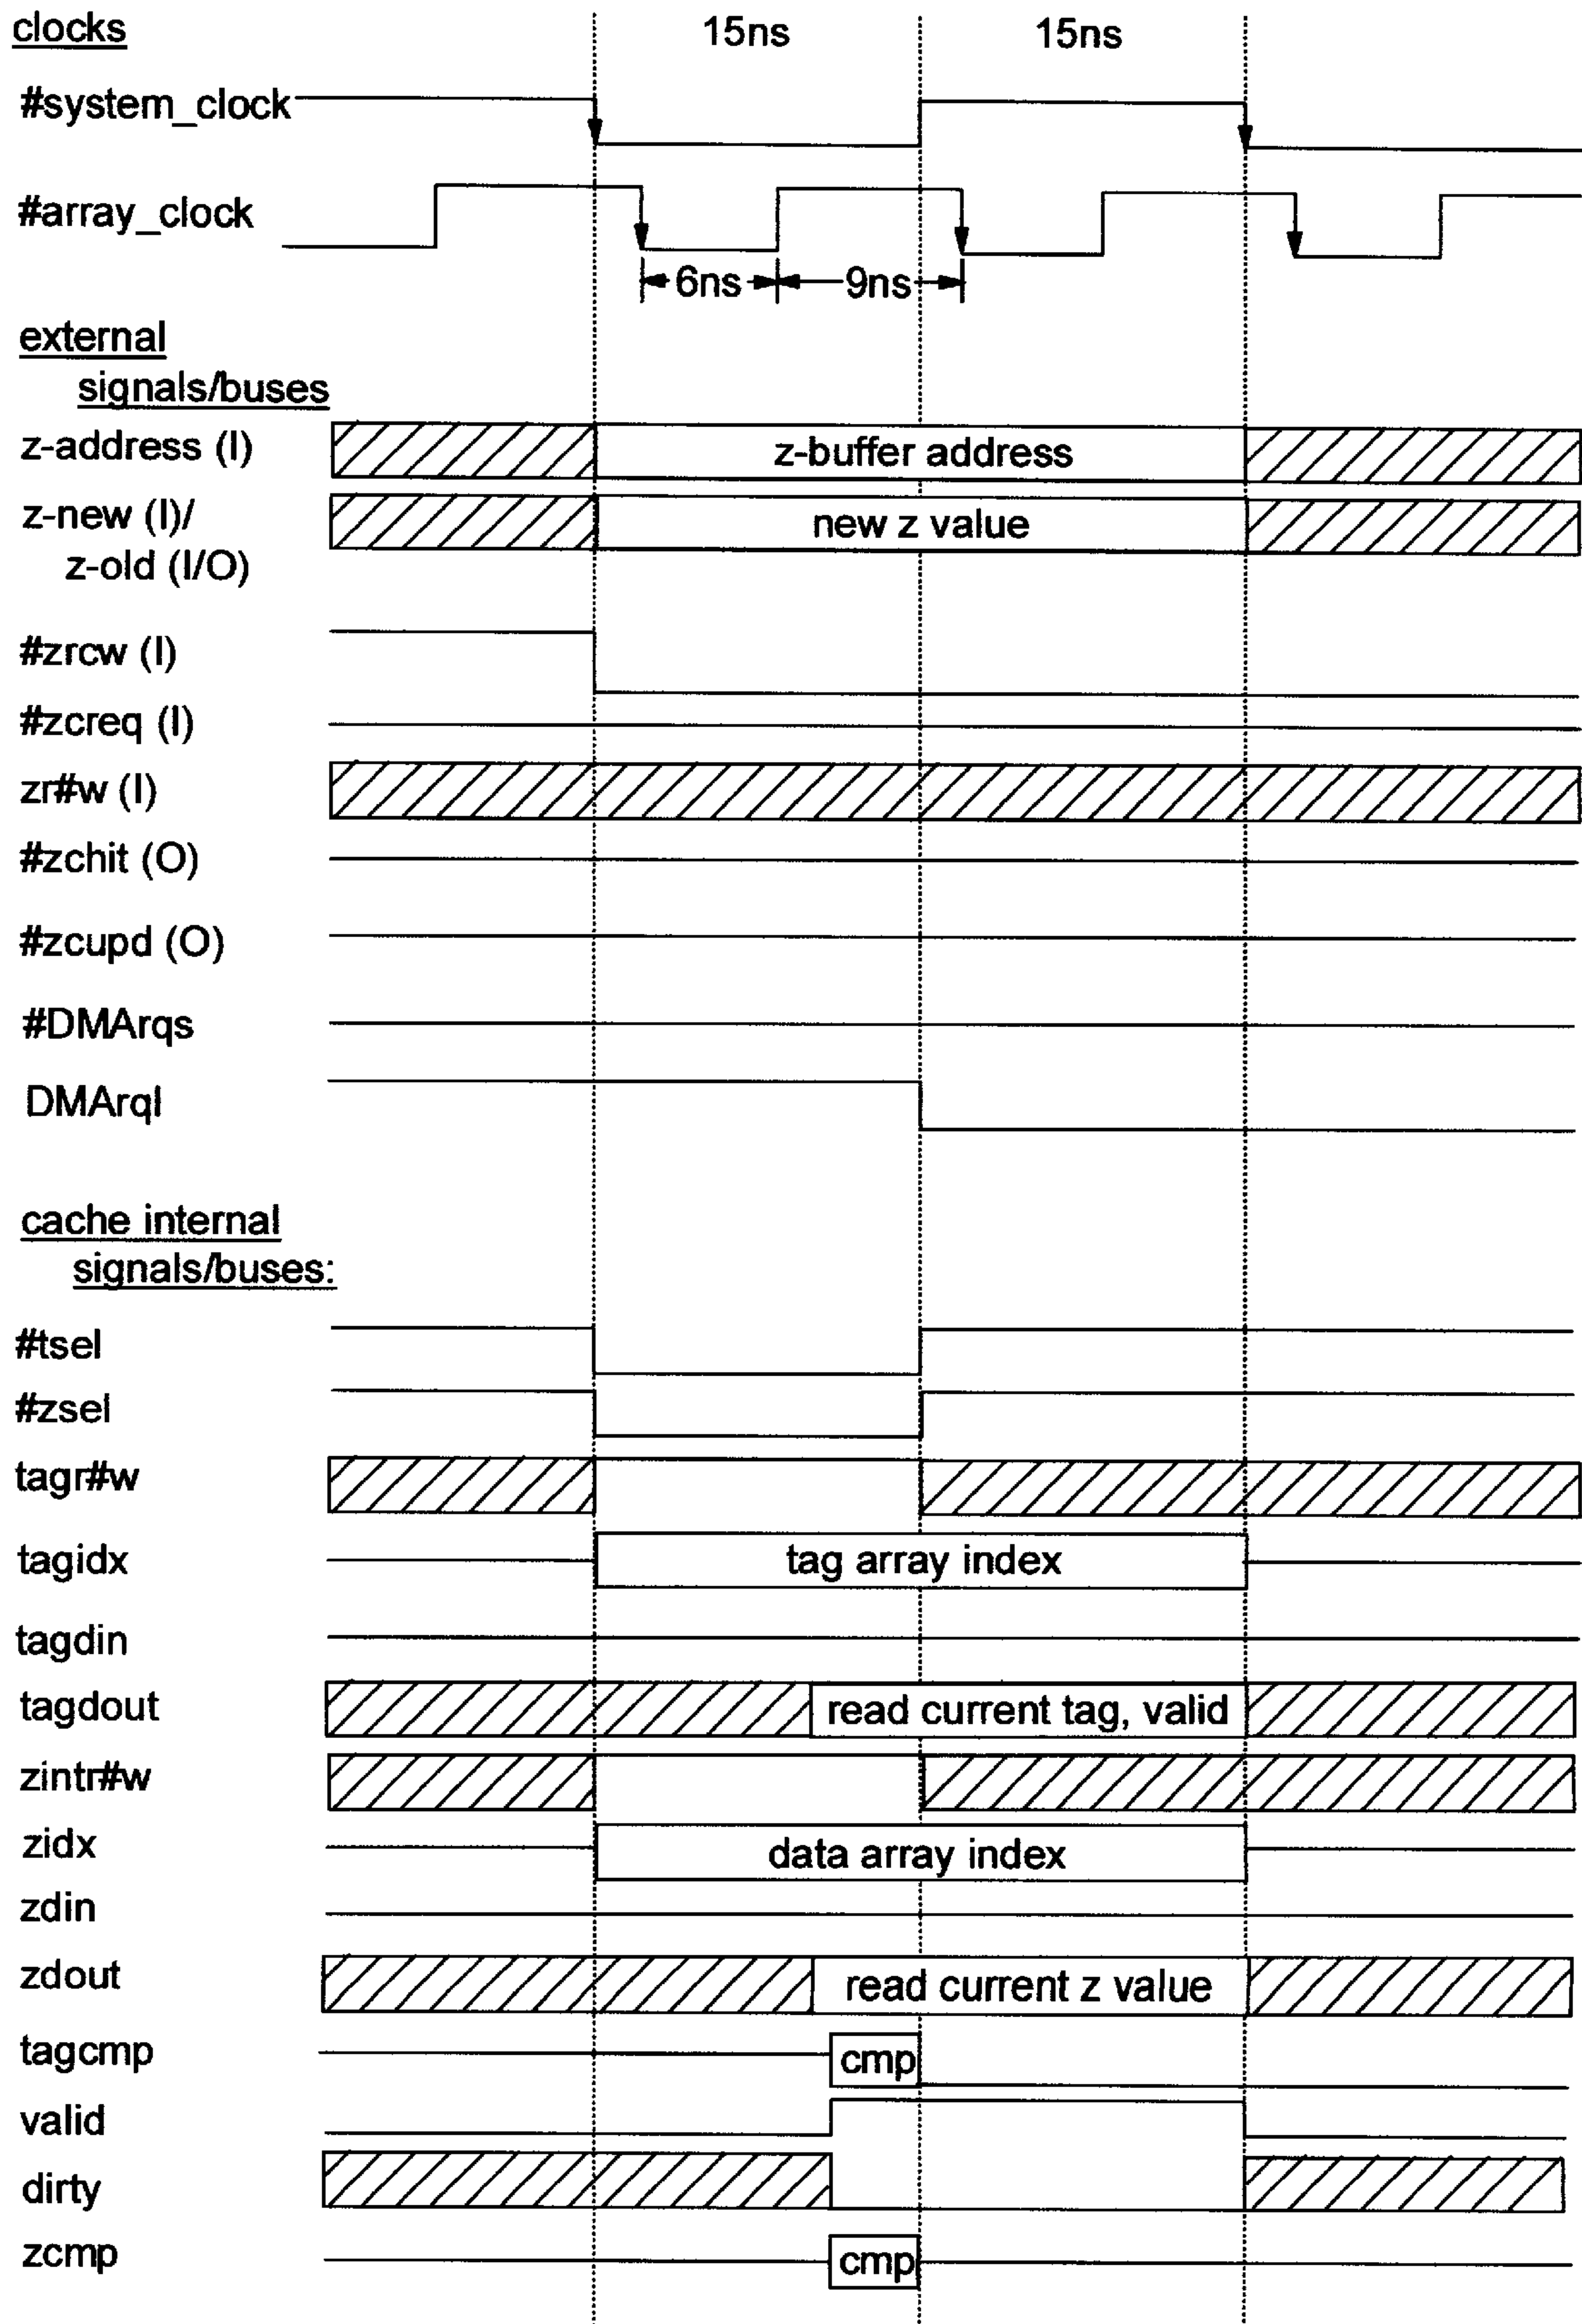 clocks
15ns 15ns
#system_clock
#array_clock
6ns 9ns
external
signals/buses
z-address (I) z-buffer address
z-new (I)/ new z value
z-old (I/O)
#zrcw (I)
#zcreq (I)
zr#w (I)
#zchit (O)
#zcupd (O)
#DMArqs
DMArql
cache internal
signals/buses:
#tsel
#zsel
tagr#w
tagidx tag array index
tagdin
tagdout read current tag, valid
zintr#w
zidx data array index
zdin
zdout read current z value
tagcmp cmp
valid
dirty
zcmp cmp